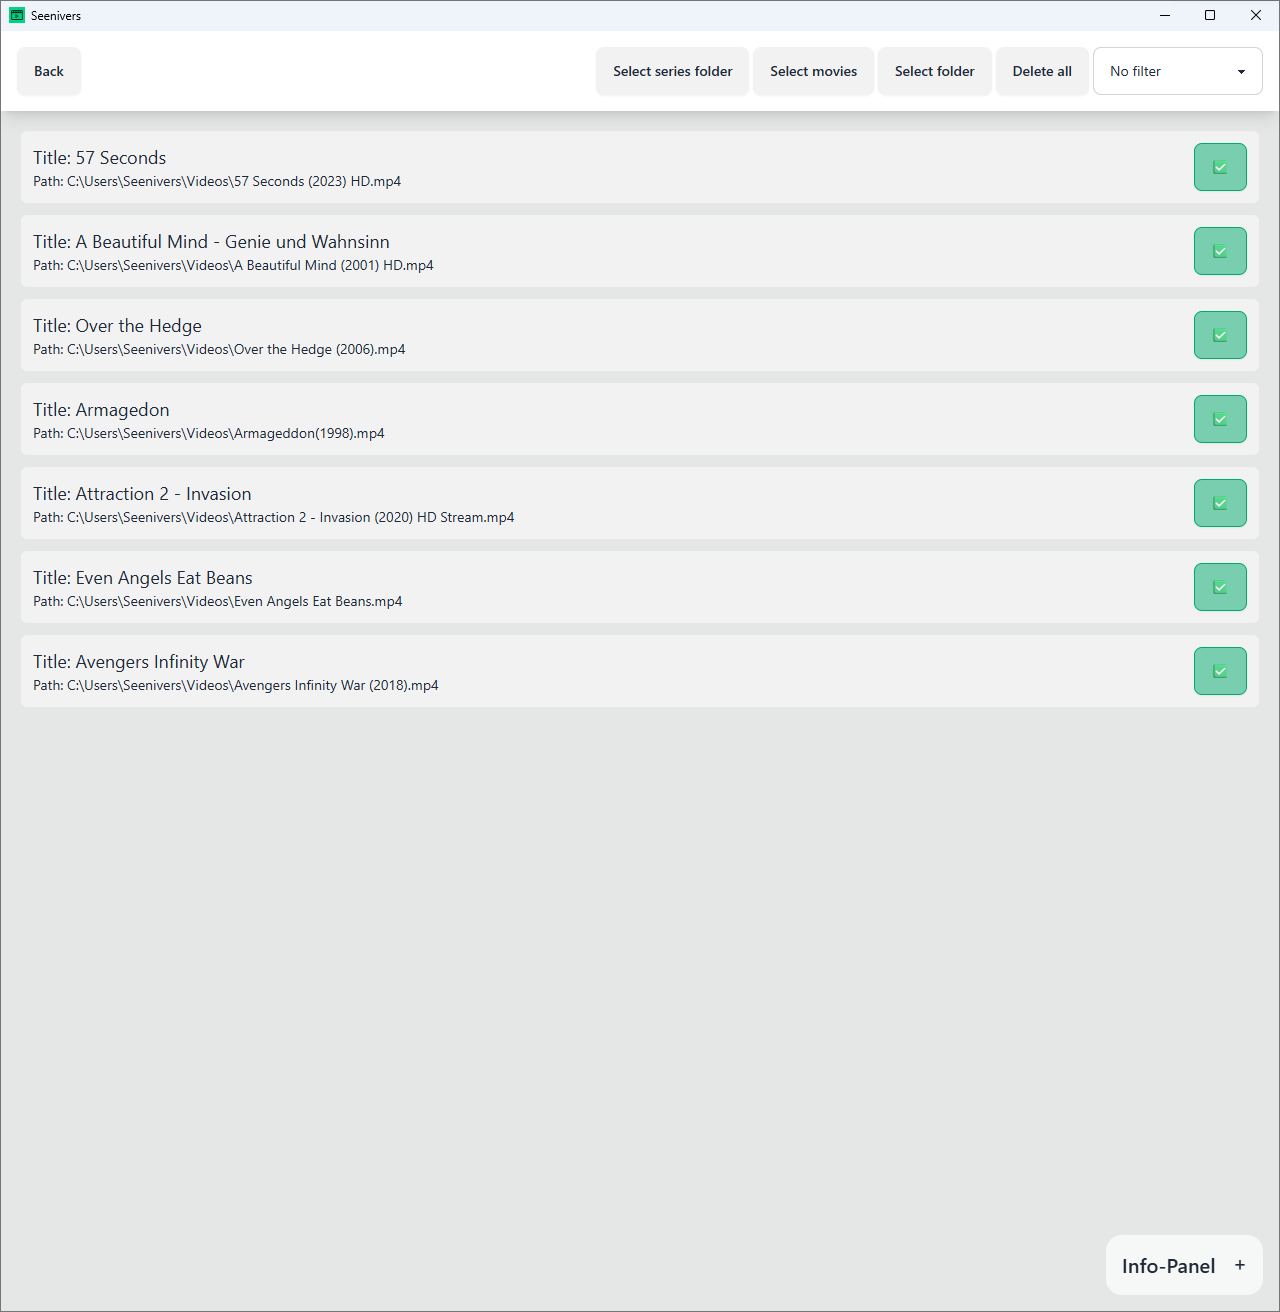 Seenivers
Back
Select series folder
Select movies
Select folder
Delete all
No filter
Title: 57 Seconds
Path: C:\Users\Seenivers\Videos\57 Seconds (2023) HD.mp4
Title: A Beautiful Mind - Genie und Wahnsinn
Path: C:\Users\Seenivers\Videos\A Beautiful Mind (2001) HD.mp4
Title: Over the Hedge
Path: C:\Users\Seenivers\Videos\Over the Hedge (2006).mp4
Title: Armagedon
Path: C:\Users\Seenivers\Videos\Armageddon(1998).mp4
Title: Attraction 2 - Invasion
Path: C:\Users\Seenivers\Videos\Attraction 2 - Invasion (2020) HD Stream.mp4
Title: Even Angels Eat Beans
Path: C:\Users\Seenivers\Videos\Even Angels Eat Beans.mp4
Title: Avengers Infinity War
Path: C:\Users\Seenivers\Videos\Avengers Infinity War (2018).mp4
Info-Panel +